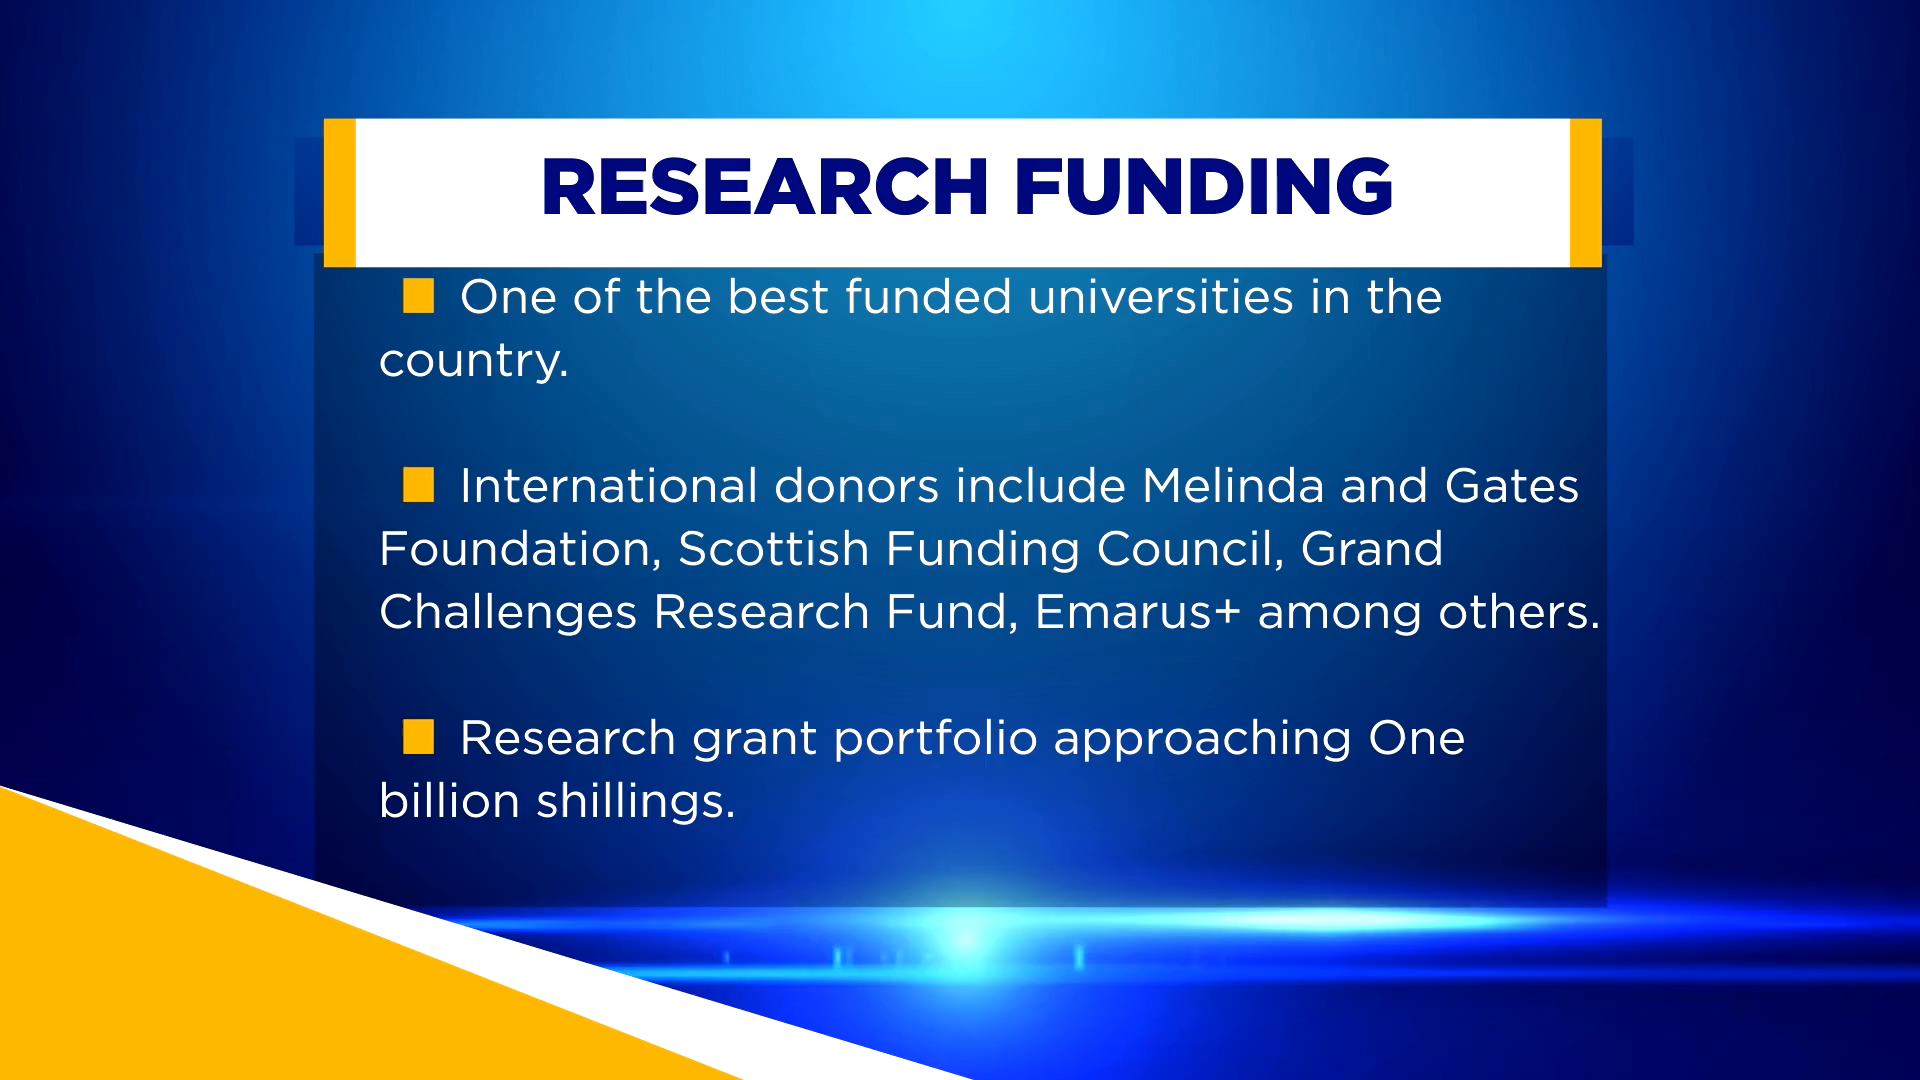 RESEARCH FUNDING
One of the best funded universities in the
country.
International donors include Melinda and Gates
Foundation, Scottish Funding Council, Grand
Challenges Research Fund, Emarus+ among others.
Research grant portfolio approaching One
billion shillings.